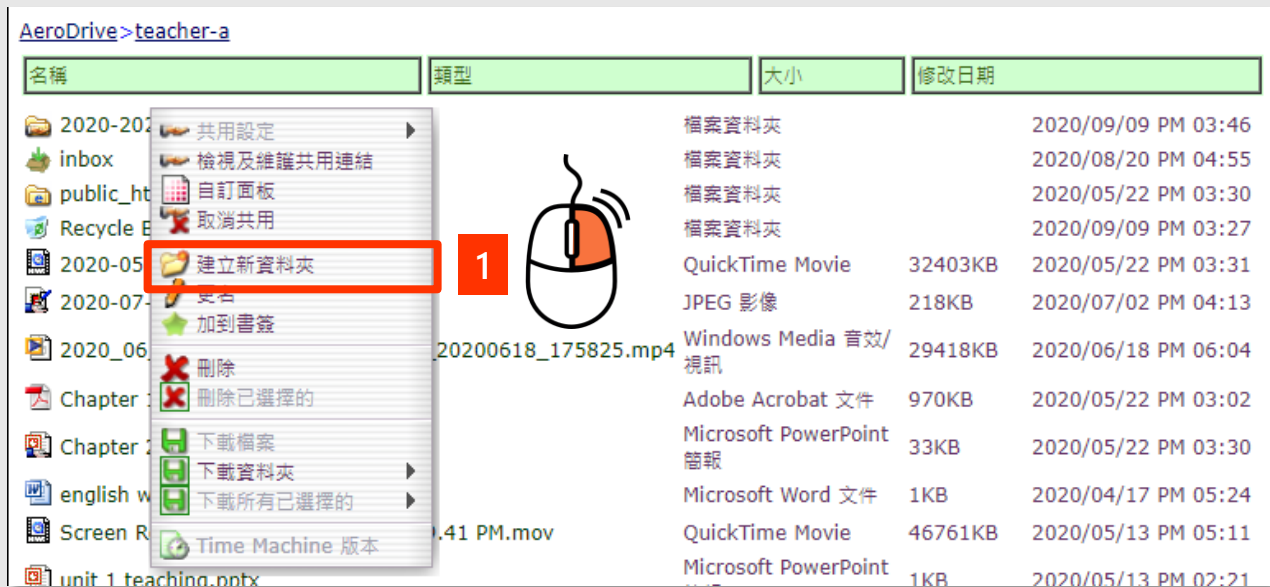 AeroDrive>teacher-a
名稱 類型 大小 修改日期
2020-202 檔案資料夾 2020/09/09 PM 03:46
inbox 檔案資料夾 2020/08/20 PM 04:55
public_ht 檔案資料夾 2020/05/22 PM 03:30
Recycle B 檔案資料夾 2020/09/09 PM 03:27
2020-05 QuickTime Movie 32403KB 2020/05/22 PM 03:31
2020-07- JPEG 影像 218KB 2020/07/02 PM 04:13
2020_06_ _20200618_175825.mp4 Windows Media 音效/
視訊 29418KB 2020/06/18 PM 06:04
Chapter 1 Adobe Acrobat 文件 970KB 2020/05/22 PM 03:02
Chapter 2 Microsoft PowerPoint
簡報 33KB 2020/05/22 PM 03:30
english w Microsoft Word 文件 1KB 2020/04/17 PM 05:24
Screen R 0.41 PM.mov QuickTime Movie 46761KB 2020/05/13 PM 05:11
unit 1 teaching.pptx Microsoft PowerPoint
1KB 2020/05/13 PM 02:21
共用設定
檢視及維護共用連結
自訂面板
取消共用
建立新資料夾
1
更名
加到書簽
刪除
刪除已選擇的
下載檔案
下載資料夾
下載所有已選擇的
Time Machine 版本